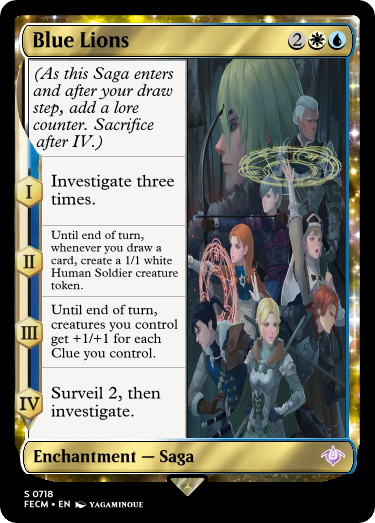 Blue Lions
2
(As this Saga enters
and after your draw
step, add a lore
counter. Sacrifice
after IV.)
I
Investigate three
times.
II
Until end of turn,
whenever you draw a
card, create a 1/1 white
Human Soldier creature
token.
III
Until end of turn,
creatures you control
get +1/+1 for each
Clue you control.
IV
Surveil 2, then
investigate.
Enchantment — Saga
S 0718
FECM • EN YAGAMINOUE